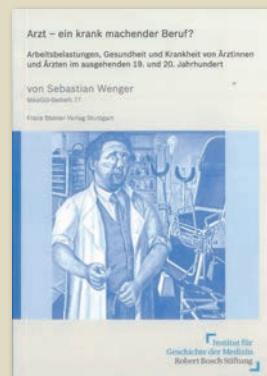 Arzt – ein krank machender Beruf?
Arbeitsbelastungen, Gesundheit und Krankheit von Ärztinnen
und Ärzten im ausgehenden 19. und 20. Jahrhundert
von Sebastian Wenger
MedGG-Beiheft 77
Franz Steiner Verlag Stuttgart
Institut für
Geschichte der Medizin
Robert Bosch Stiftung